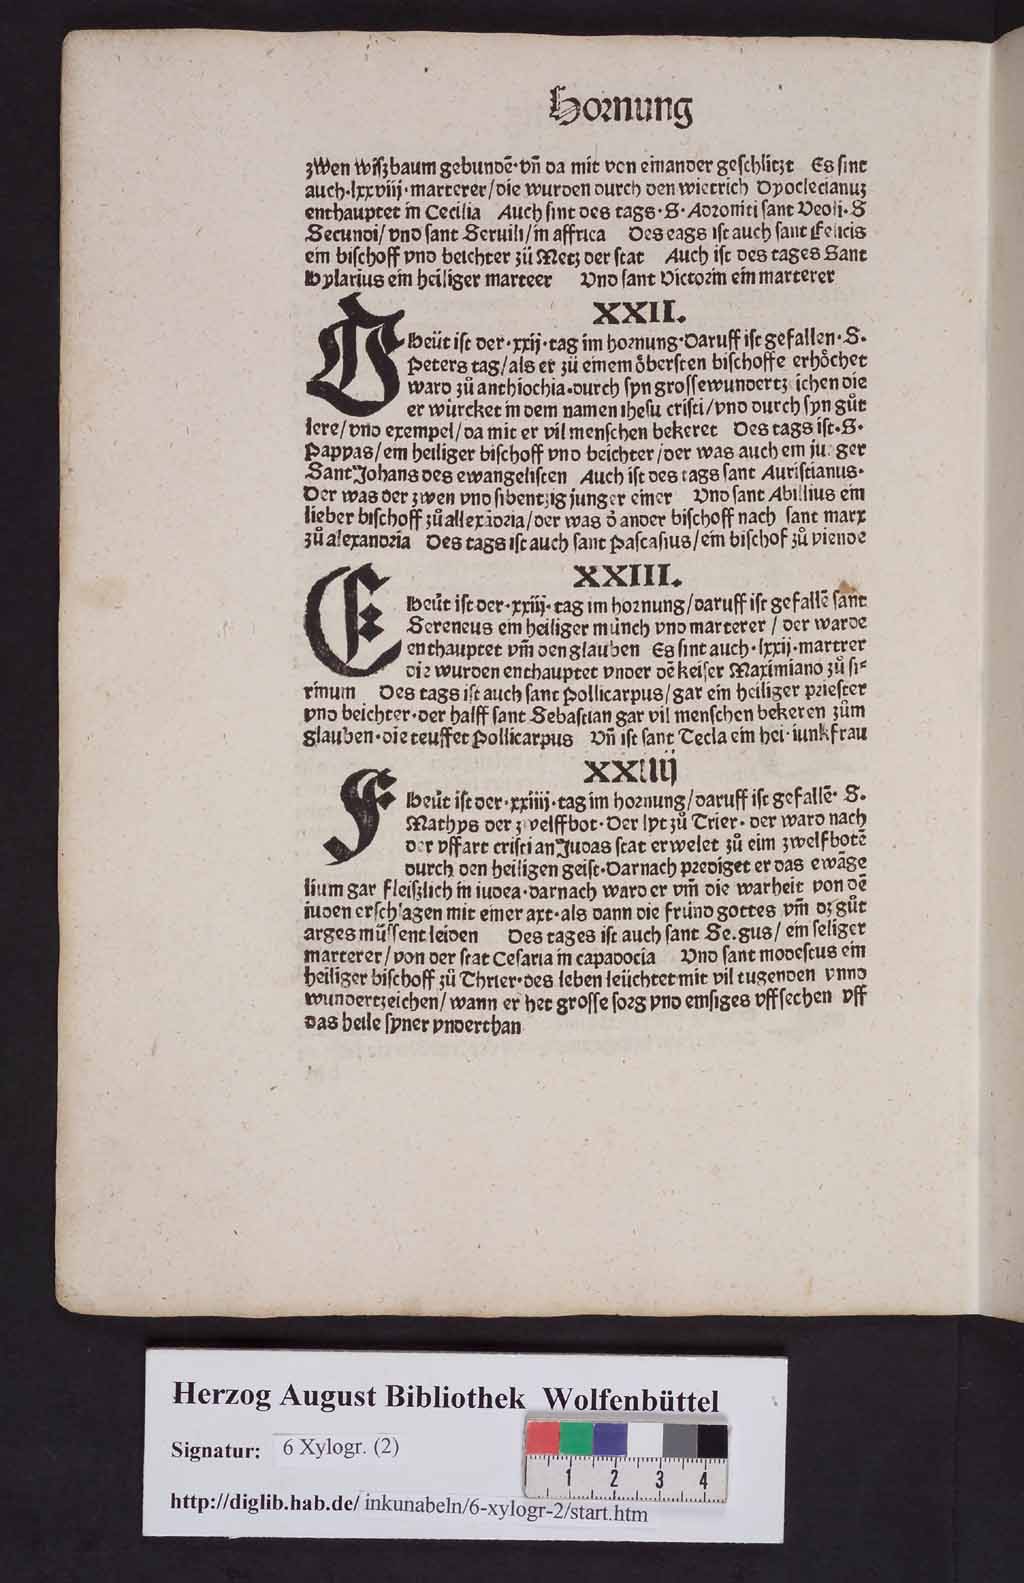 Hornung
zwen wißbaum gebundē·vn̄ da mit von einander geschlitzt Es sint
auch·lxxviij·marterer/die wurden durch den wietrich Dyoclecianuz
enthauptet in Cecilia Auch sint des tags·S·Adroniti sant Veoli·S
Secundi/vnd sant Seruili/in affrica Des eags ist auch sant Felicis
ein bischoff vnd beichter zů Metz der stat Auch ist des tages Sant
Hylarius ein heiliger marteer Vnd sant Victorin ein marterer
XXII.
D Heüt ist der·xxij·tag im hornung·Daruff ist gefallen·S.
Peters tag/als er zů einem öbersten bischoffe erhöchet
ward zů anthiochia·durch syn grosse wundertz ichen die
er würcket in dem namen ihesu cristi/vnd durch syn gůt
lere/vnd exempel/da mit er vil menschen bekeret Des tags ist·S·
Pappas/em heiliger bischoff vnd beichter/der was auch em ju ger
Sant Johans des ewangelisten Auch ist des tags sant Auristianus·
Der was der zwen vnd sibentzig junger einer Vnd sant Abillius ein
lieber bischoff zů allexādria/der was d̄ ander bischoff nach sant marx
zů alexandria Des tags ist auch sant Pascasius/ein bischof zů viende
XXIII.
E Heüt ist der·xxiij·tag im hornung/daruff ist gefallē sant
Sereneus em heiliger münch vnd marterer / der warde
enthauptet vm̄ den glauben Es sint auch·lxxij·martrer
die wurden enthauptet vnder dē keiser Maximiano zů si⸗
rmium Des tags ist auch sant Pollicarpus/gar ein heiliger priester
vnd beichter·der halff sant Sebastian gar vil menschen bekeren zům
glauben·die teuffet Pollicarpus Vn̄ ist sant Tecla ein hei·iunkfrau
XXIIIJ
F Heüt ist der·xxiiij·tag im hornung/daruff ist gefallē· S.
Mathys der zwelffbot·Der lyt zů Trier·der ward nach
der vffart cristi an Judas stat erwelet zů eim zwelfbotē
durch den heiligen geist·Darnach prediget er das ewāge
lium gar fleißlich in iudea·darnach ward er vm̄ die warheit von dē
iuden erschlagen mit einer axt·als dann die fründ gottes vm̄ dz gůt
arges müssent leiden Des tages ist auch sant Se.gus/ein seliger
marterer/von der stat Cesaria in capadocia Vnd sant modestus ein
heiliger bischoff zů Thrier·des leben leüchtet mit vil tugenden vnnd
wundertzeichen/wann er het grosse sorg vnd emsiges vffsechen vff
das heile syner vnderthan
Herzog August Bibliothek Wolfenbüttel
Signatur: 6 Xylogr. (2)
1 2 3 4
http://diglib.hab.de/inkunabeln/6-xylogr-2/start.htm